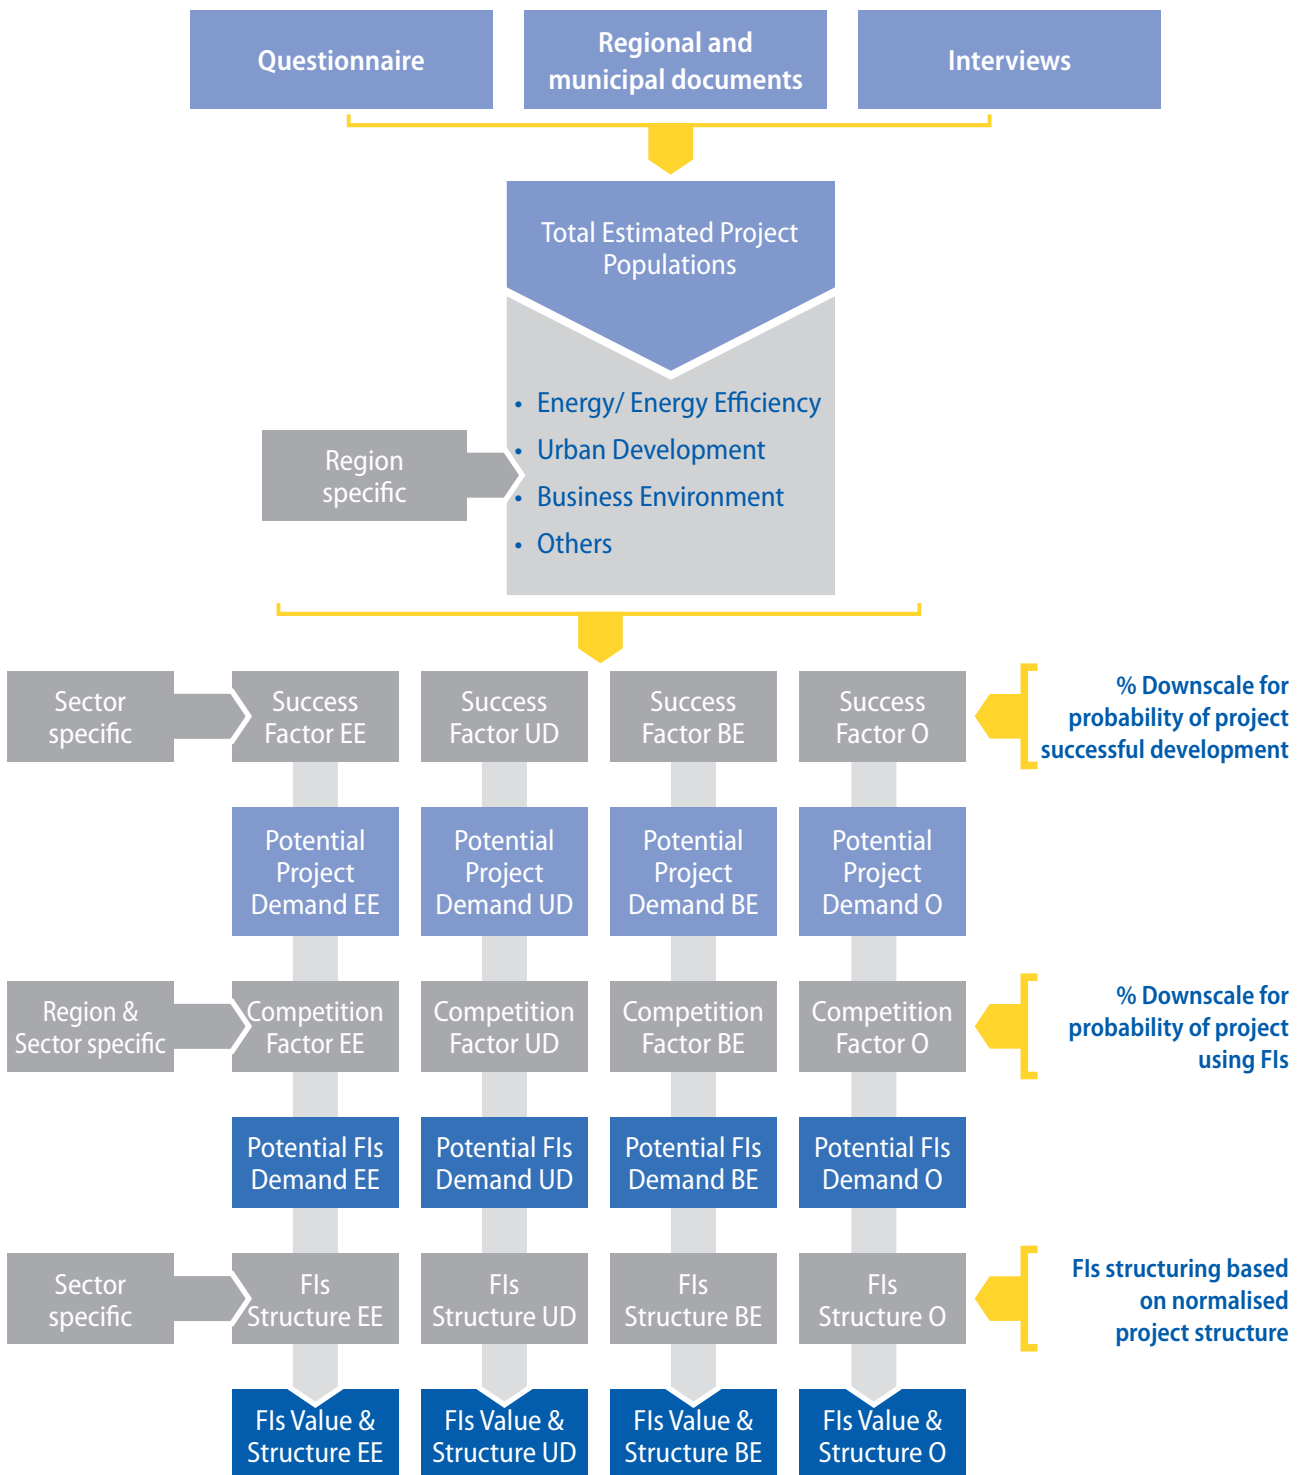 Questionnaire
Regional and
municipal documents
Interviews
Total Estimated Project
Populations
• Energy/ Energy Efficiency
• Urban Development
• Business Environment
• Others
Region
specific
Sector
specific
Success
Factor EE
Success
Factor UD
Success
Factor BE
Success
Factor O
% Downscale for
probability of project
successful development
Potential
Project
Demand EE
Potential
Project
Demand UD
Potential
Project
Demand BE
Potential
Project
Demand O
Region &
Sector specific
Competition
Factor EE
Competition
Factor UD
Competition
Factor BE
Competition
Factor O
% Downscale for
probability of project
using FIs
Potential FIs
Demand EE
Potential FIs
Demand UD
Potential FIs
Demand BE
Potential FIs
Demand O
Sector
specific
FIs
Structure EE
FIs
Structure UD
FIs
Structure BE
FIs
Structure O
FIs structuring based
on normalised
project structure
FIs Value &
Structure EE
FIs Value &
Structure UD
FIs Value &
Structure BE
FIs Value &
Structure O